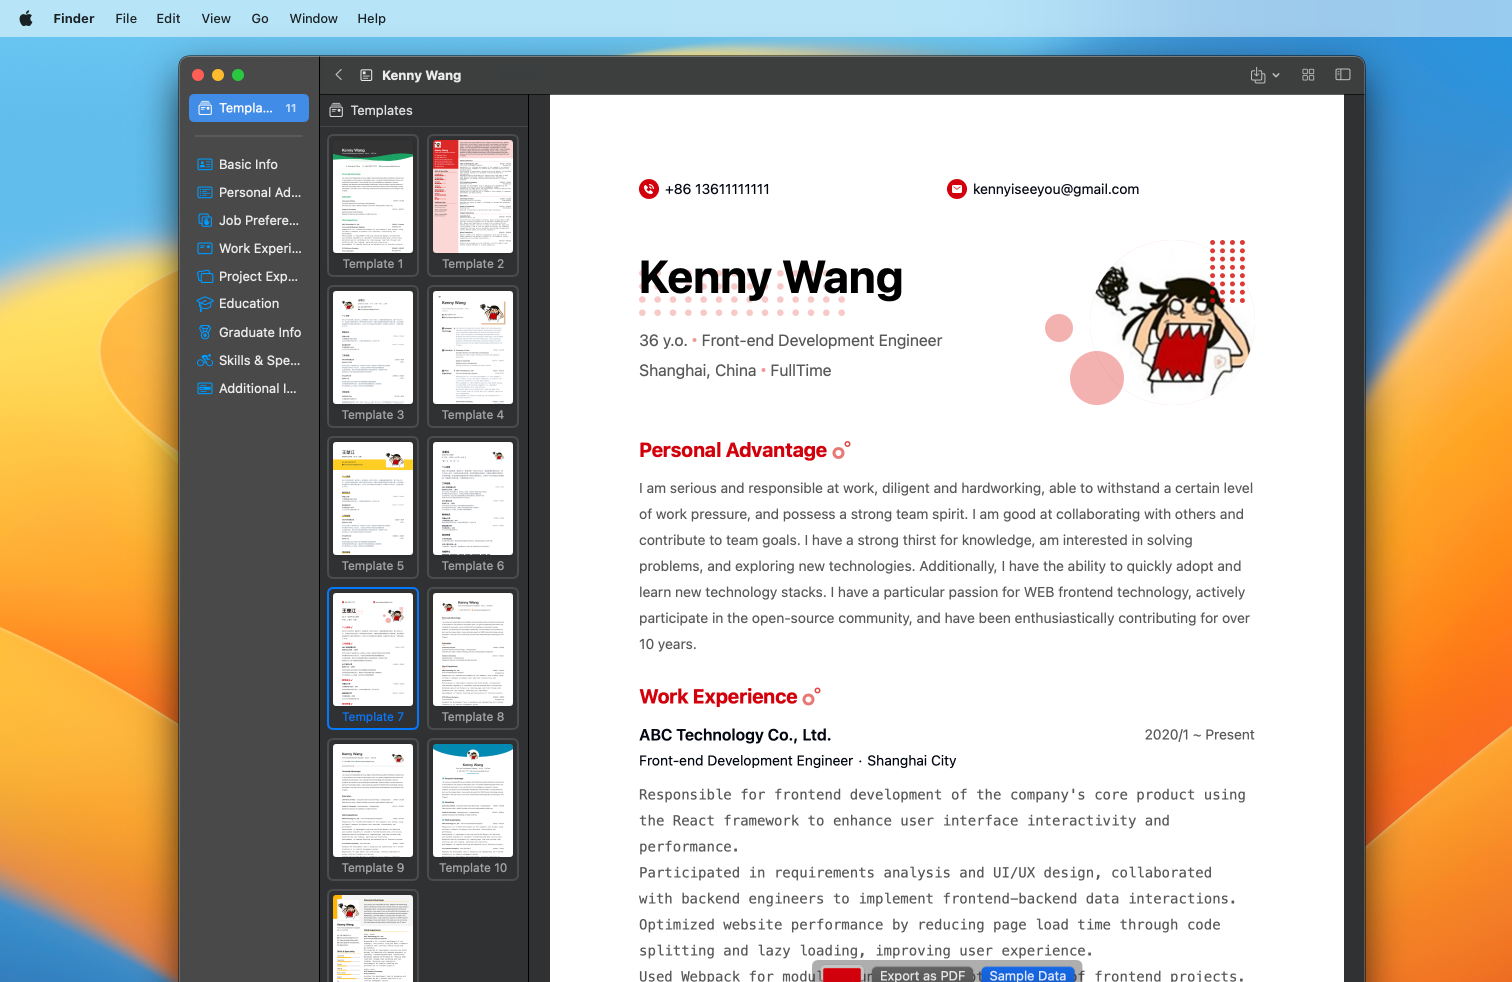 Finder File Edit View Go Window Help
Kenny Wang
Templa... 11
Templates
Basic Info
Personal Ad...
Job Prefere...
Work Experi...
Project Exp...
Education
Graduate Info
Skills & Spe...
Additional I...
Template 1
Template 2
Template 3
Template 4
Template 5
Template 6
Template 7
Template 8
Template 9
Template 10
+86 13611111111
kennyiseeyou@gmail.com
Kenny Wang
36 y.o. • Front-end Development Engineer
Shanghai, China • FullTime
Personal Advantage
I am serious and responsible at work, diligent and hardworking, able to withstand a certain level
of work pressure, and possess a strong team spirit. I am good at collaborating with others and
contribute to team goals. I have a strong thirst for knowledge, am interested in solving
problems, and exploring new technologies. Additionally, I have the ability to quickly adopt and
learn new technology stacks. I have a particular passion for WEB frontend technology, actively
participate in the open-source community, and have been enthusiastically contributing for over
10 years.
Work Experience
ABC Technology Co., Ltd. 2020/1 ~ Present
Front-end Development Engineer · Shanghai City
Responsible for frontend development of the company's core product using
the React framework to enhance user interface interactivity and
performance.
Participated in requirements analysis and UI/UX design, collaborated
with backend engineers to implement frontend-backend data interactions.
Optimized website performance by reducing page load time through code
splitting and lazy loading, improving user experience.
Used Webpack for of frontend projects.
Export as PDF
Sample Data